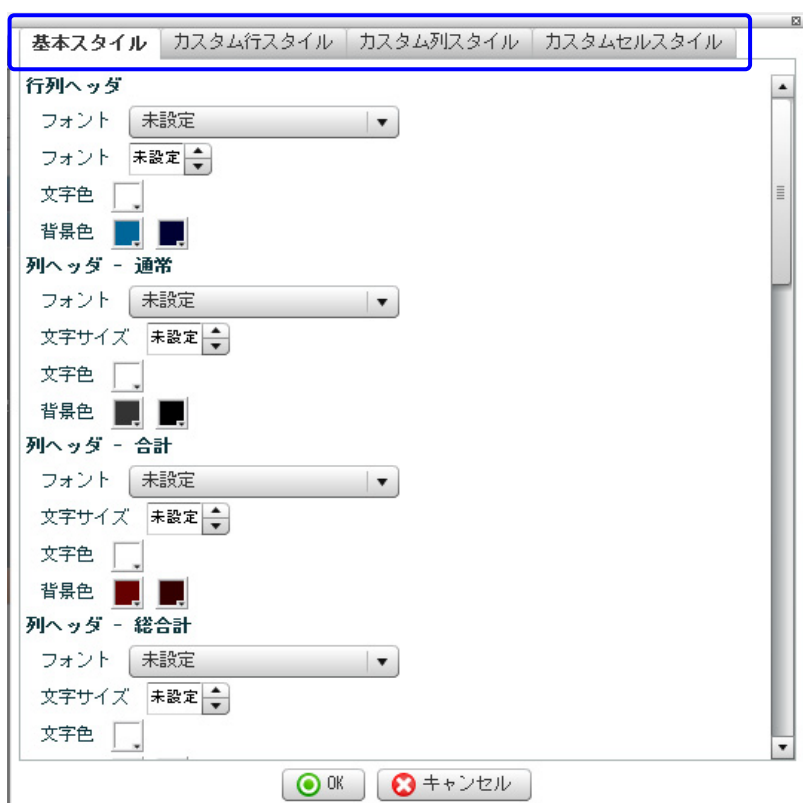 基本スタイル カスタム行スタイル カスタム列スタイル カスタムセルスタイル
行列ヘッダ
フォント 未設定
フォント 未設定
文字色
背景色
列ヘッダ - 通常
フォント 未設定
文字サイズ 未設定
文字色
背景色
列ヘッダ - 合計
フォント 未設定
文字サイズ 未設定
文字色
背景色
列ヘッダ - 総合計
フォント 未設定
文字サイズ 未設定
文字色
OK キャンセル